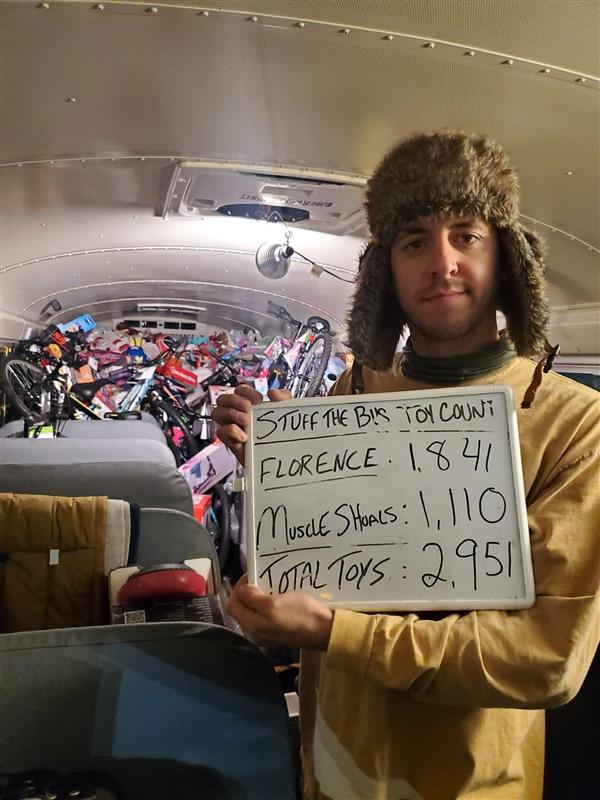 STUFF THE BUS TOY COUNT
FLORENCE. 1,841
MUSCLE SHOALS: 1,110
TOTAL TOYS: 2,951